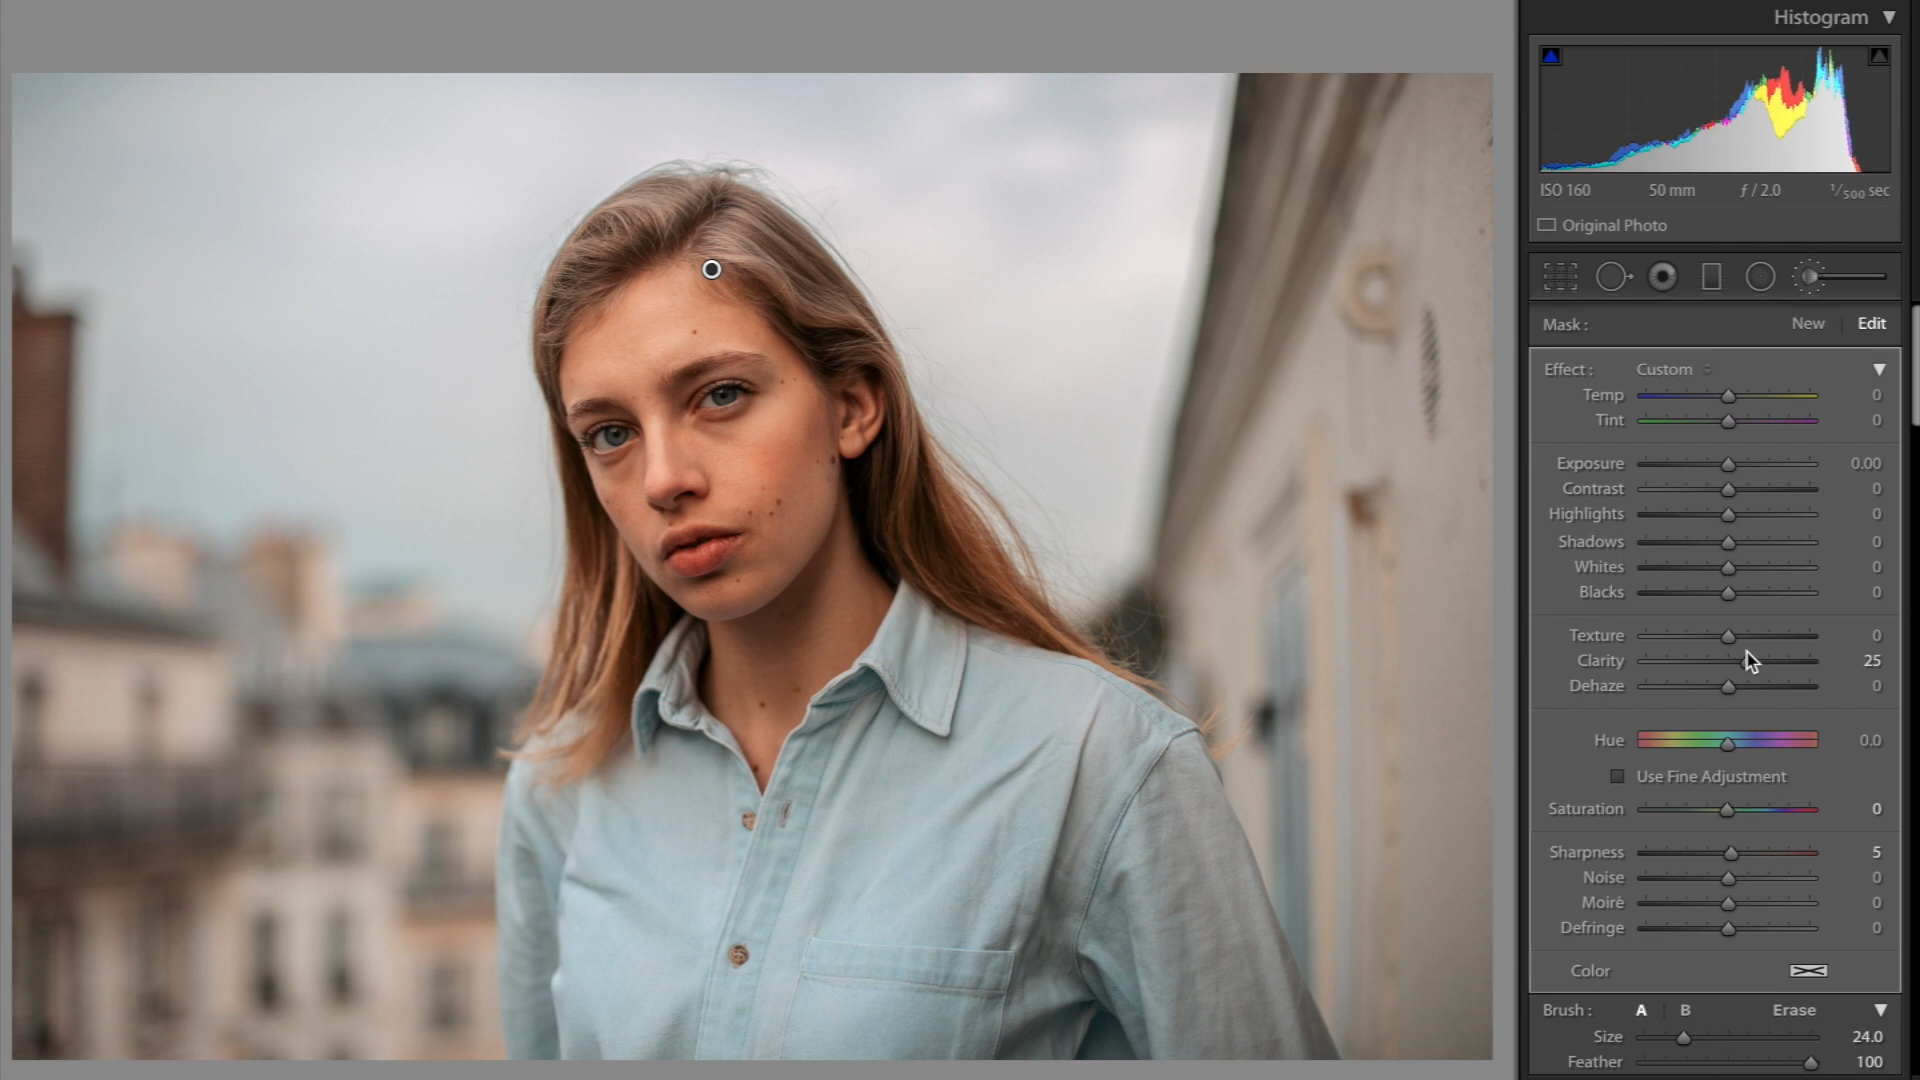 Histogram
ISO 160 50 mm ƒ / 2.0 1/500 sec
Original Photo
Mask : New Edit
Effect : Custom
Temp 0
Tint 0
Exposure 0.00
Contrast 0
Highlights 0
Shadows 0
Whites 0
Blacks 0
Texture 0
Clarity 25
Dehaze 0
Hue 0.0
Use Fine Adjustment
Saturation 0
Sharpness 5
Noise 0
Moiré 0
Defringe 0
Color
Brush : A B Erase
Size 24.0
Feather 100